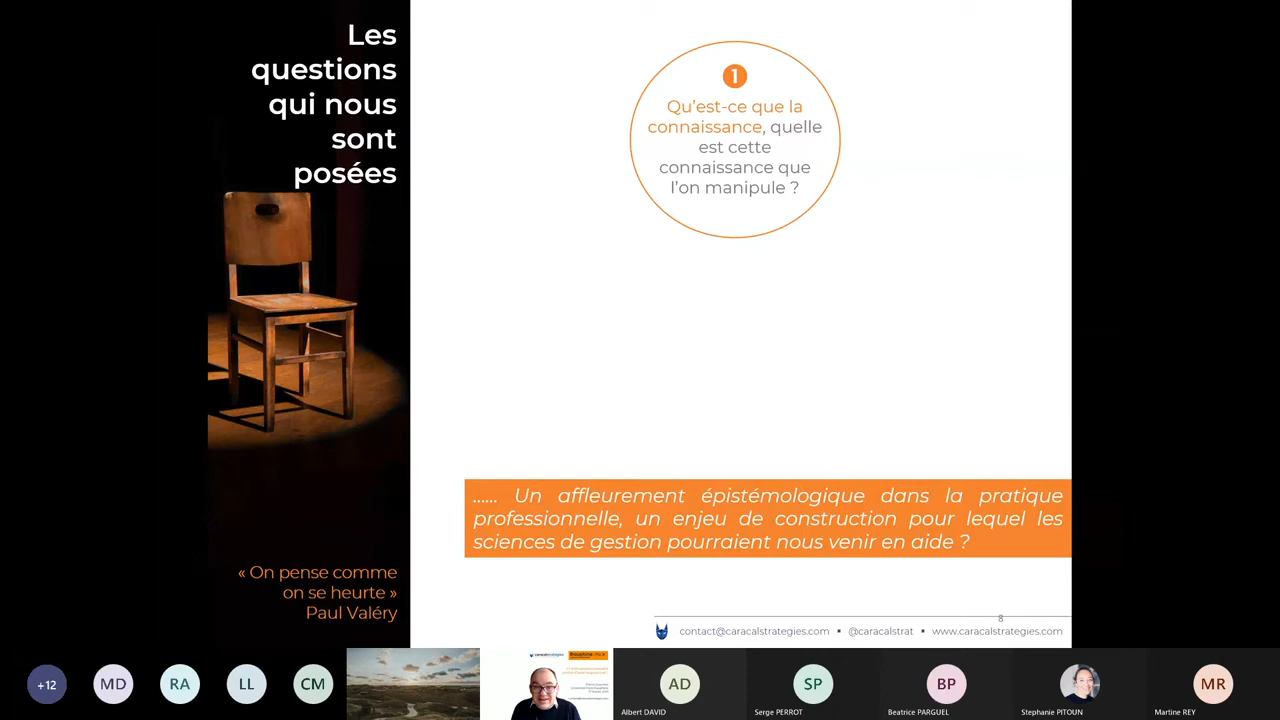 Les
questions
qui nous
sont
posées
1
Qu’est-ce que la
connaissance, quelle
est cette
connaissance que
l’on manipule ?
...... Un affleurement épistémologique dans la pratique
professionnelle, un enjeu de construction pour lequel les
sciences de gestion pourraient nous venir en aide ?
« On pense comme
on se heurte »
Paul Valéry
8
contact@caracalstrategies.com ▪ @caracalstrat ▪ www.caracalstrategies.com
+12
MD
RA
LL
CM
AD
Albert DAVID
SP
Serge PERROT
BP
Beatrice PARGUEL
Stephanie PITOUN
MR
Martine REY